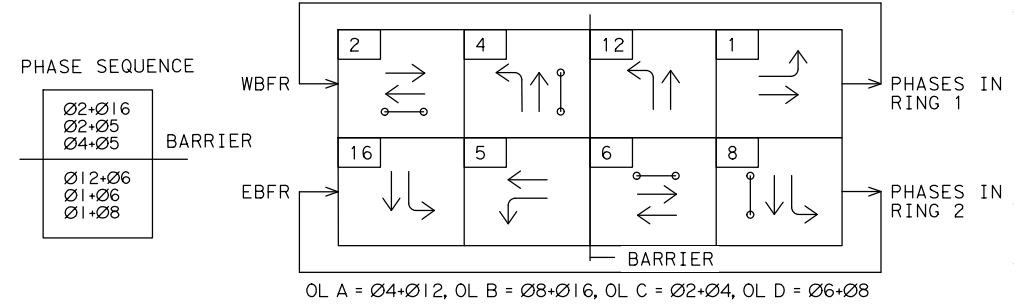 PHASE SEQUENCE
Ø2+Ø16
Ø2+Ø5
Ø4+Ø5
BARRIER
Ø12+Ø6
Ø1+Ø6
Ø1+Ø8
WBFR
2
4
12
1
PHASES IN
RING 1
EBFR
16
5
6
8
PHASES IN
RING 2
BARRIER
OL A = Ø4+Ø12, OL B = Ø8+Ø16, OL C = Ø2+Ø4, OL D = Ø6+Ø8